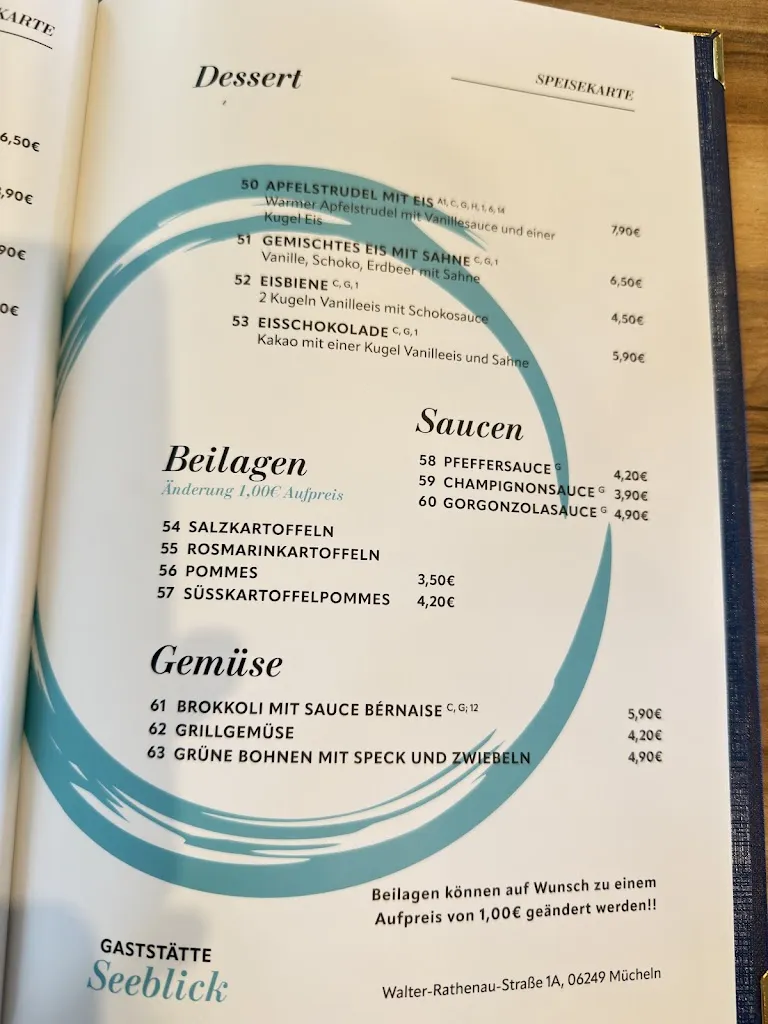 KARTE
6,50€
,90€
90€
0€
Dessert
SPEISEKARTE
50 APFELSTRUDEL MIT EIS A1, C, G, H, 1, 6, 14
Warmer Apfelstrudel mit Vanillesauce und einer
Kugel Eis 7,90€
51 GEMISCHTES EIS MIT SAHNE C, G, 1
Vanille, Schoko, Erdbeer mit Sahne 6,50€
52 EISBIENE C, G, 1
2 Kugeln Vanilleeis mit Schokosauce 4,50€
53 EISSCHOKOLADE C, G, 1
Kakao mit einer Kugel Vanilleeis und Sahne 5,90€
Saucen
58 PFEFFERSAUCE G 4,20€
59 CHAMPIGNONSAUCE G 3,90€
60 GORGONZOLASAUCE G 4,90€
Beilagen
Änderung 1,00€ Aufpreis
54 SALZKARTOFFELN
55 ROSMARINKARTOFFELN
56 POMMES 3,50€
57 SÜSSKARTOFFELPOMMES 4,20€
Gemüse
61 BROKKOLI MIT SAUCE BÉRNAISE C, G; 12 5,90€
62 GRILLGEMÜSE 4,20€
63 GRÜNE BOHNEN MIT SPECK UND ZWIEBELN 4,90€
Beilagen können auf Wunsch zu einem
Aufpreis von 1,00€ geändert werden!!
GASTSTÄTTE
Seeblick
Walter-Rathenau-Straße 1A, 06249 Mücheln